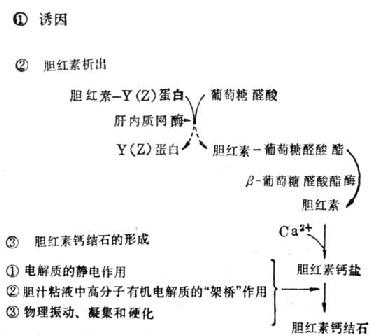 ① 诱因
② 胆红素析出
胆红素-Y(Z)蛋白 葡萄糖醛酸
肝内质网酶
Y(Z)蛋白 胆红素-葡萄糖醛酸酯
β-葡萄糖醛酸酯酶
胆红素
③ 胆红素钙结石的形成
Ca²⁺
① 电解质的静电作用 胆红素钙盐
② 胆汁粘液中高分子有机电解质的“架桥”作用
③ 物理振动、凝集和硬化
胆红素钙结石